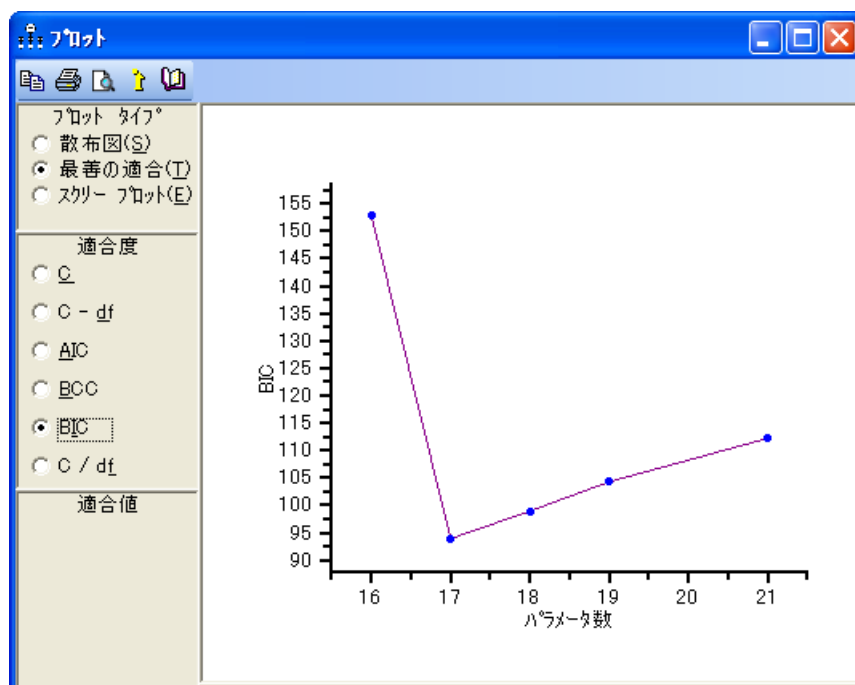 ﾌﾟﾛｯﾄ
ﾌﾟﾛｯﾄ ﾀｲﾌﾟ
散布図(S)
最善の適合(T)
ｽｸﾘｰ ﾌﾟﾛｯﾄ(E)
適合度
C
C - df
AIC
BCC
BIC
C / df
適合値
155
150
145
140
135
130
125
120
115
110
105
100
95
90
BIC
16
17
18
19
20
21
ﾊﾟﾗﾒｰﾀ数